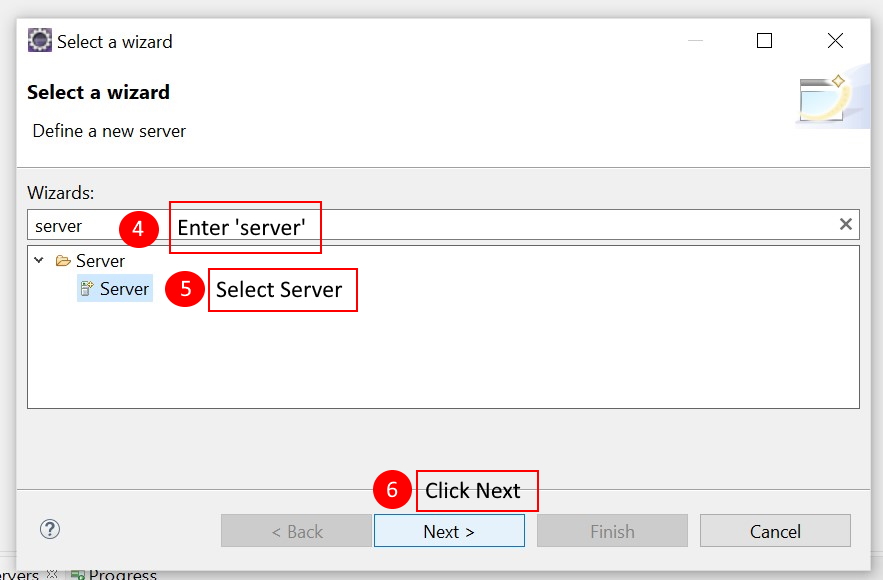 Select a wizard
Select a wizard
Define a new server
Wizards:
server 4 Enter 'server'
Server
Server 5 Select Server
6 Click Next
< Back Next > Finish Cancel
Progress